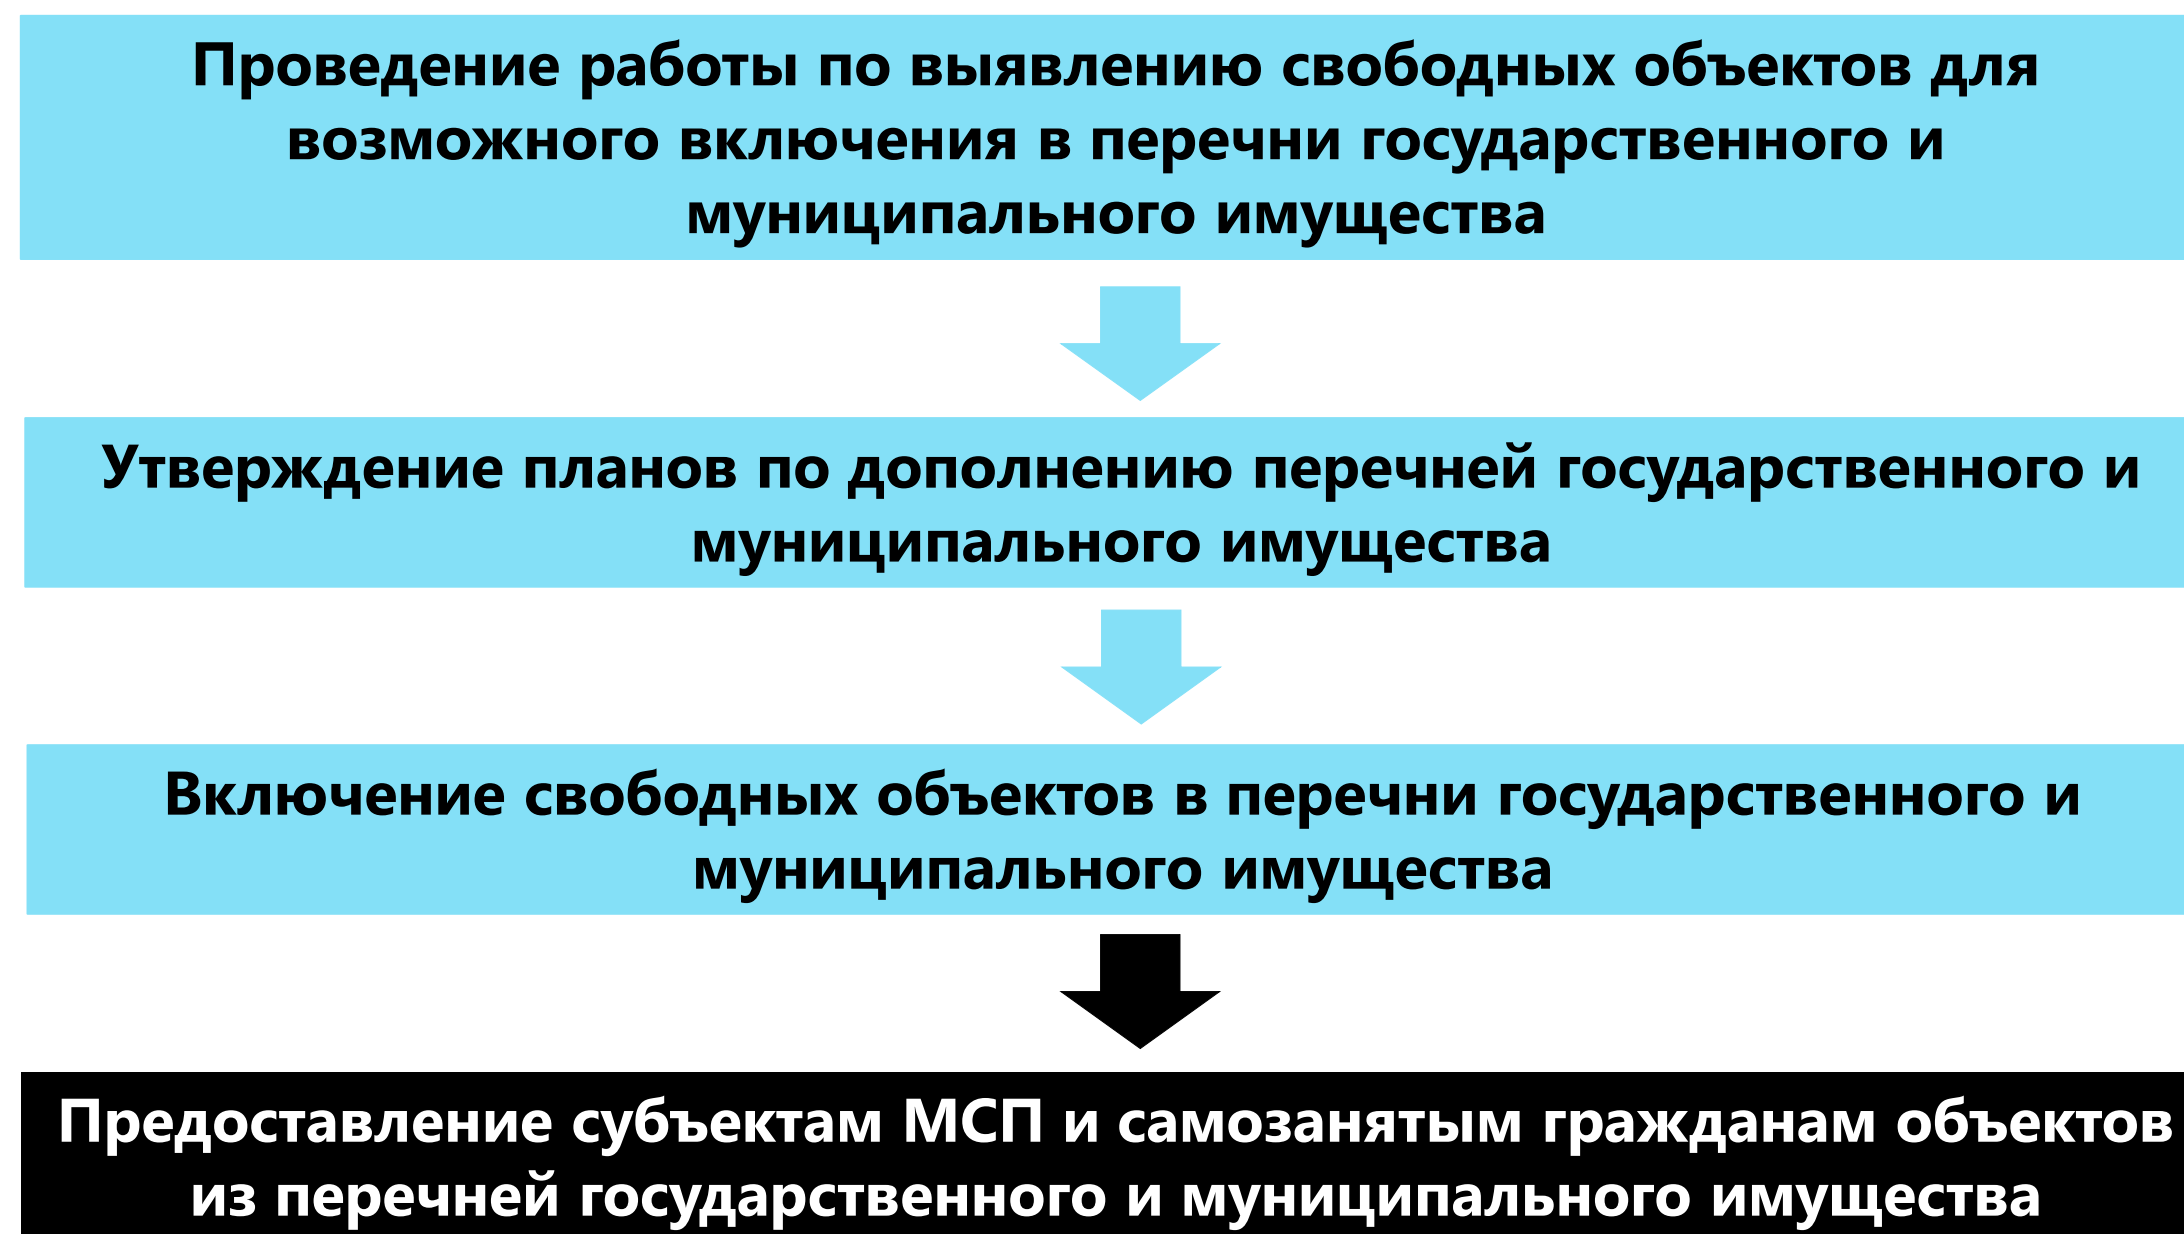 Проведение работы по выявлению свободных объектов для
возможного включения в перечни государственного и
муниципального имущества
Утверждение планов по дополнению перечней государственного и
муниципального имущества
Включение свободных объектов в перечни государственного и
муниципального имущества
Предоставление субъектам МСП и самозанятым гражданам объектов
из перечней государственного и муниципального имущества